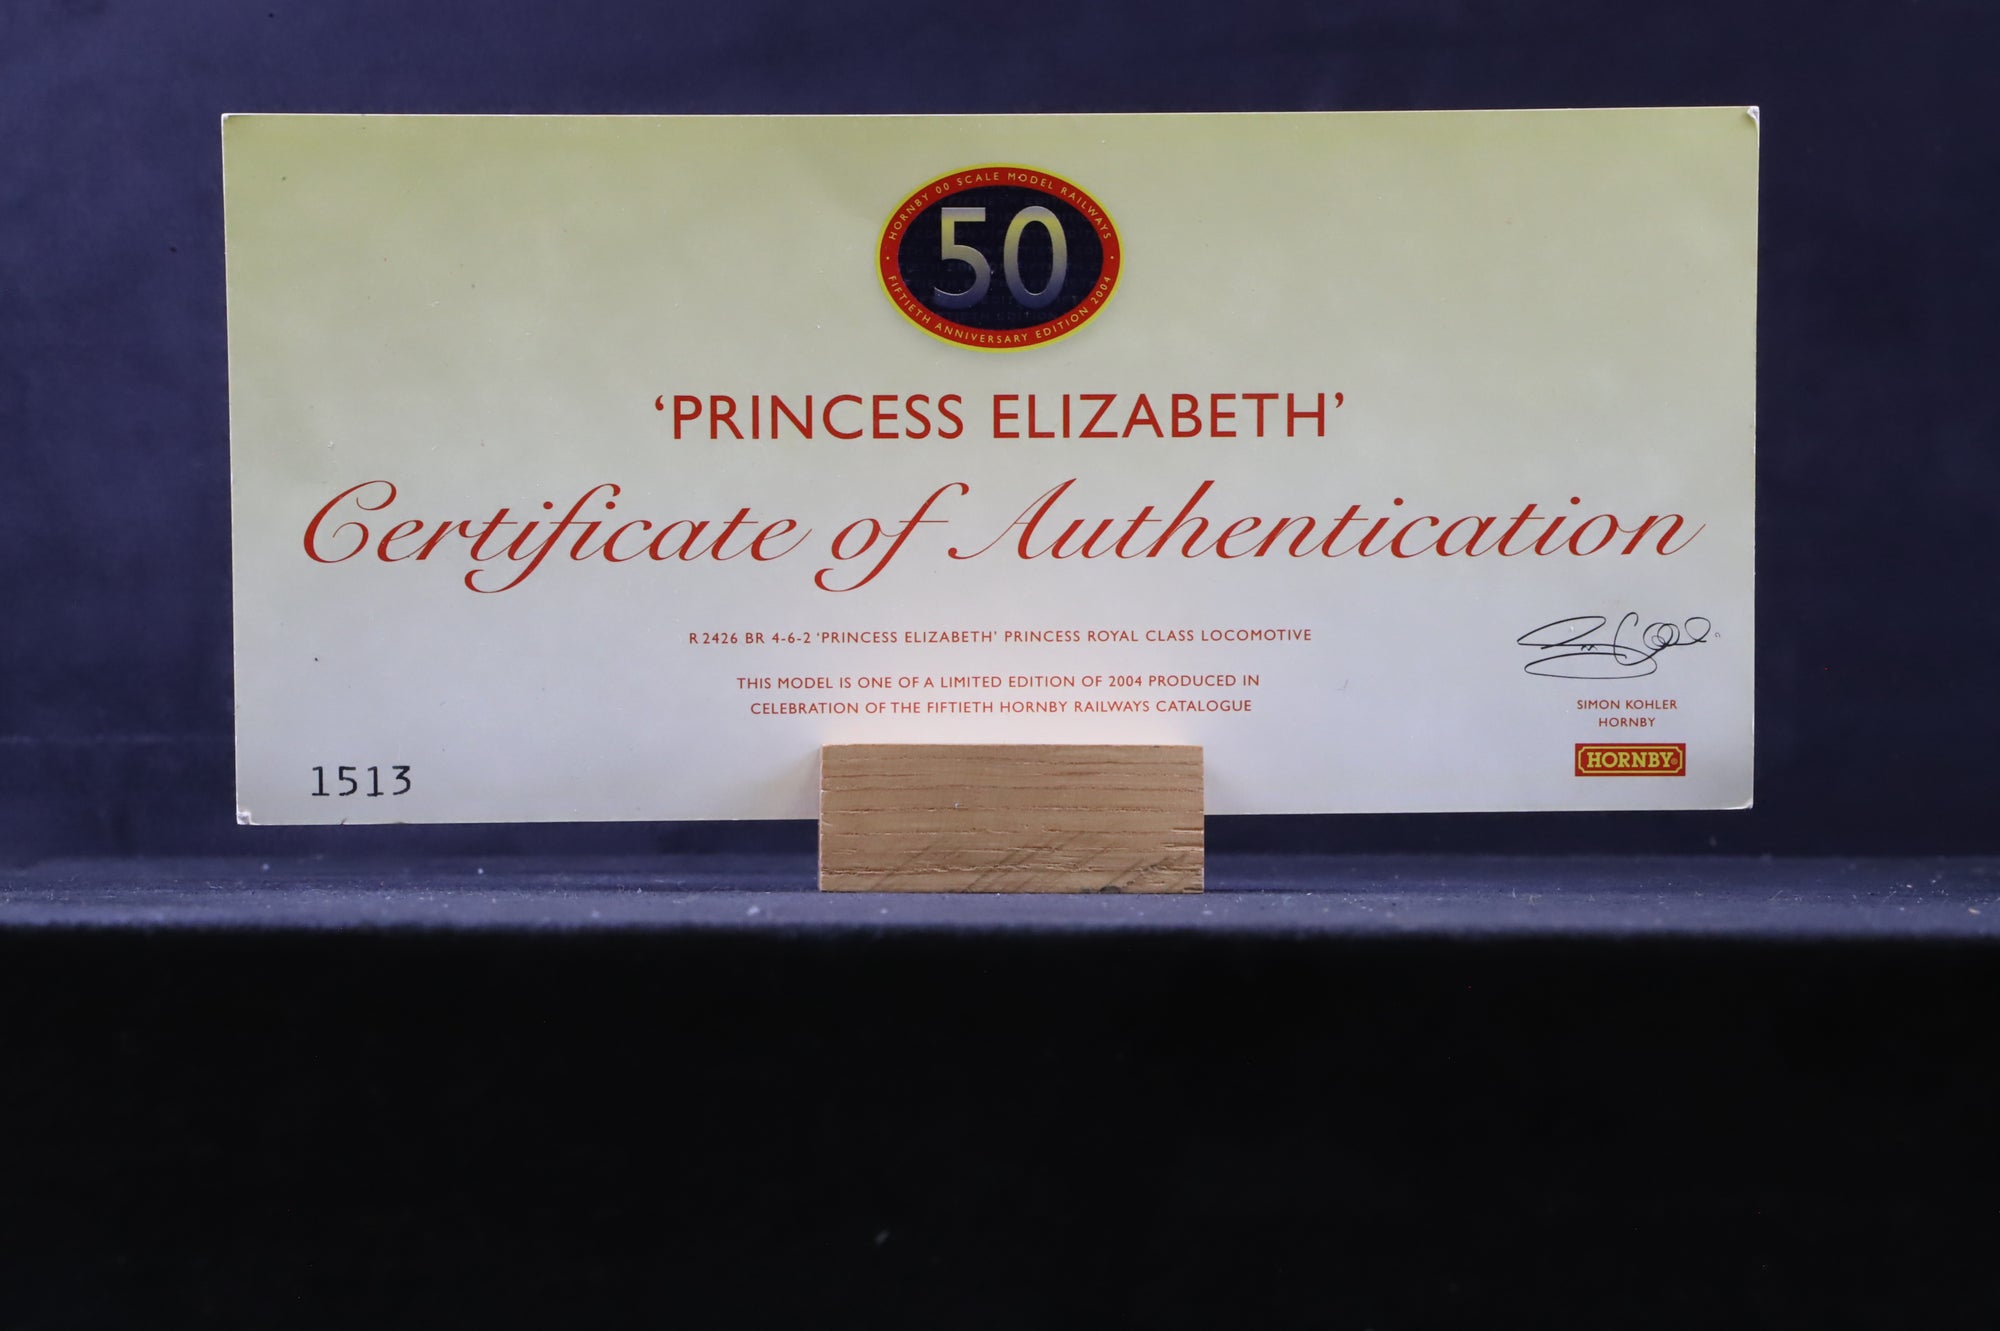 HORNBY 00 SCALE MODEL RAILWAYS
50
FIFTIETH ANNIVERSARY EDITION 2004
‘PRINCESS ELIZABETH’
Certificate of Authentication
R 2426 BR 4-6-2 ‘PRINCESS ELIZABETH’ PRINCESS ROYAL CLASS LOCOMOTIVE
THIS MODEL IS ONE OF A LIMITED EDITION OF 2004 PRODUCED IN
CELEBRATION OF THE FIFTIETH HORNBY RAILWAYS CATALOGUE
SIMON KOHLER
HORNBY
HORNBY®
1513